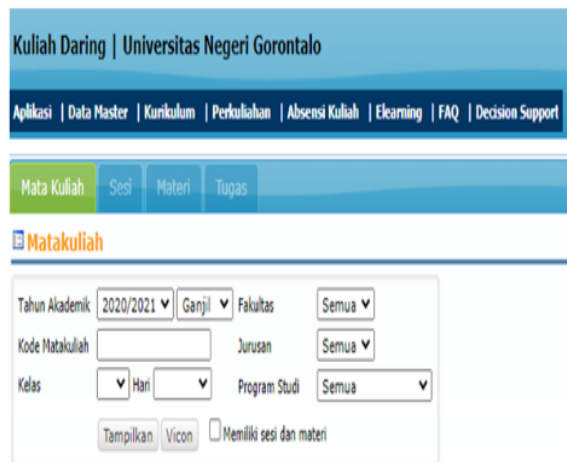 Kuliah Daring | Universitas Negeri Gorontalo
Aplikasi | Data Master | Kurikulum | Perkuliahan | Absensi Kuliah | Elearning | FAQ | Decision Support
Mata Kuliah Sesi Materi Tugas
Matakuliah
Tahun Akademik 2020/2021 Ganjil Fakultas Semua
Kode Matakuliah Jurusan Semua
Kelas Hari Program Studi Semua
Tampilkan Vicon Memiliki sesi dan materi